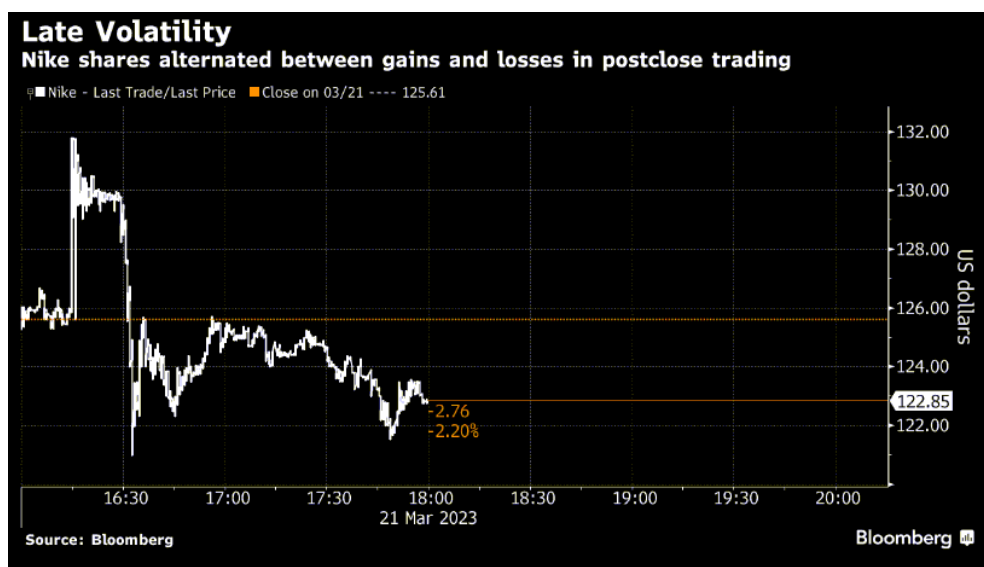 Late Volatility
Nike shares alternated between gains and losses in postclose trading
Nike - Last Trade/Last Price Close on 03/21 ---- 125.61
132.00
130.00
128.00
126.00
124.00
122.85
122.00
US dollars
-2.76
-2.20%
16:30 17:00 17:30 18:00 18:30 19:00 19:30 20:00
21 Mar 2023
Source: Bloomberg
Bloomberg